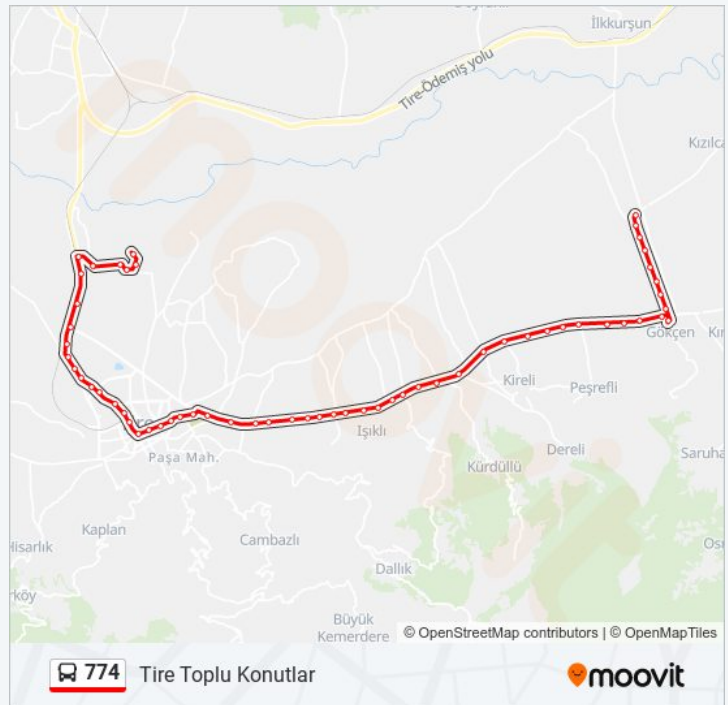 İlkkurşun
Tire-Ödemiş yolu
Kızılca
Gökçen
Kireli
Peşrefli
Işıklı
Paşa Mah.
Kürdüllü
Dereli
Saruha
Kaplan
Hisarlık
Cambazlı
Dallık
Büyük
Kemerdere
© OpenStreetMap contributors | © OpenMapTiles
774 Tire Toplu Konutlar
moovit